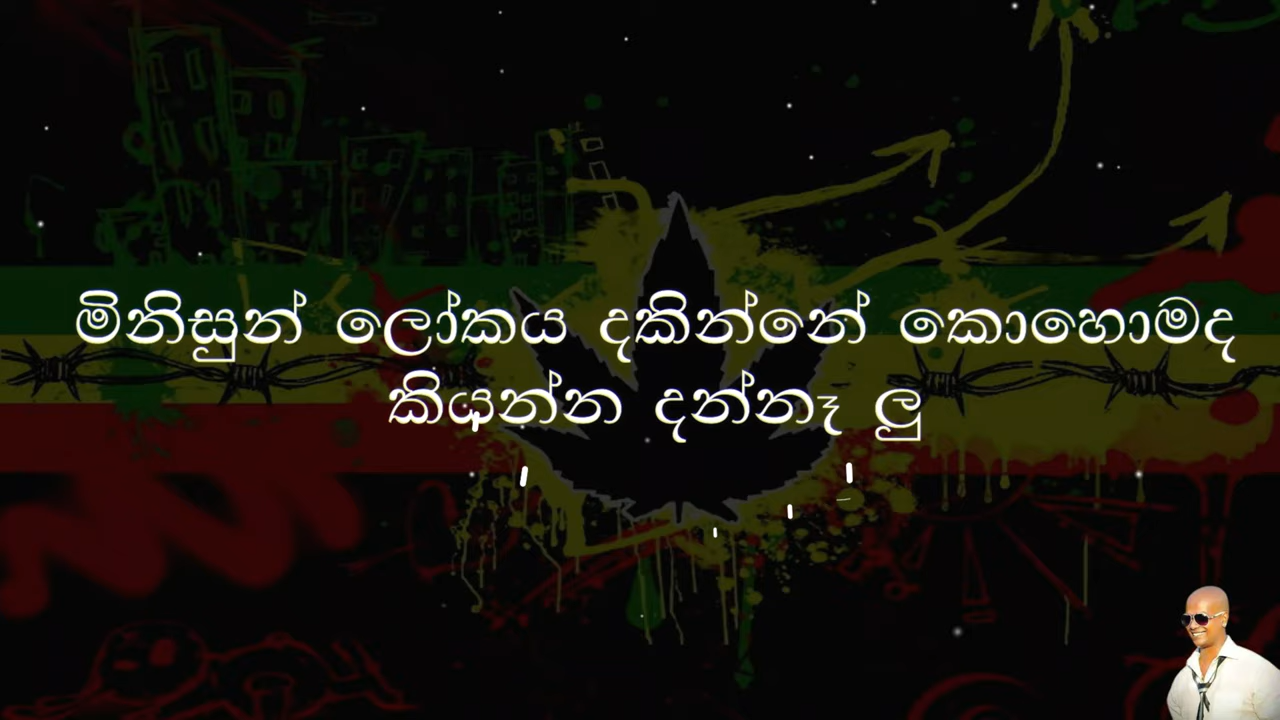 මිනිසුන් ලෝකය දකින්නේ කොහොමද
කියන්න දන්නෑ ලු